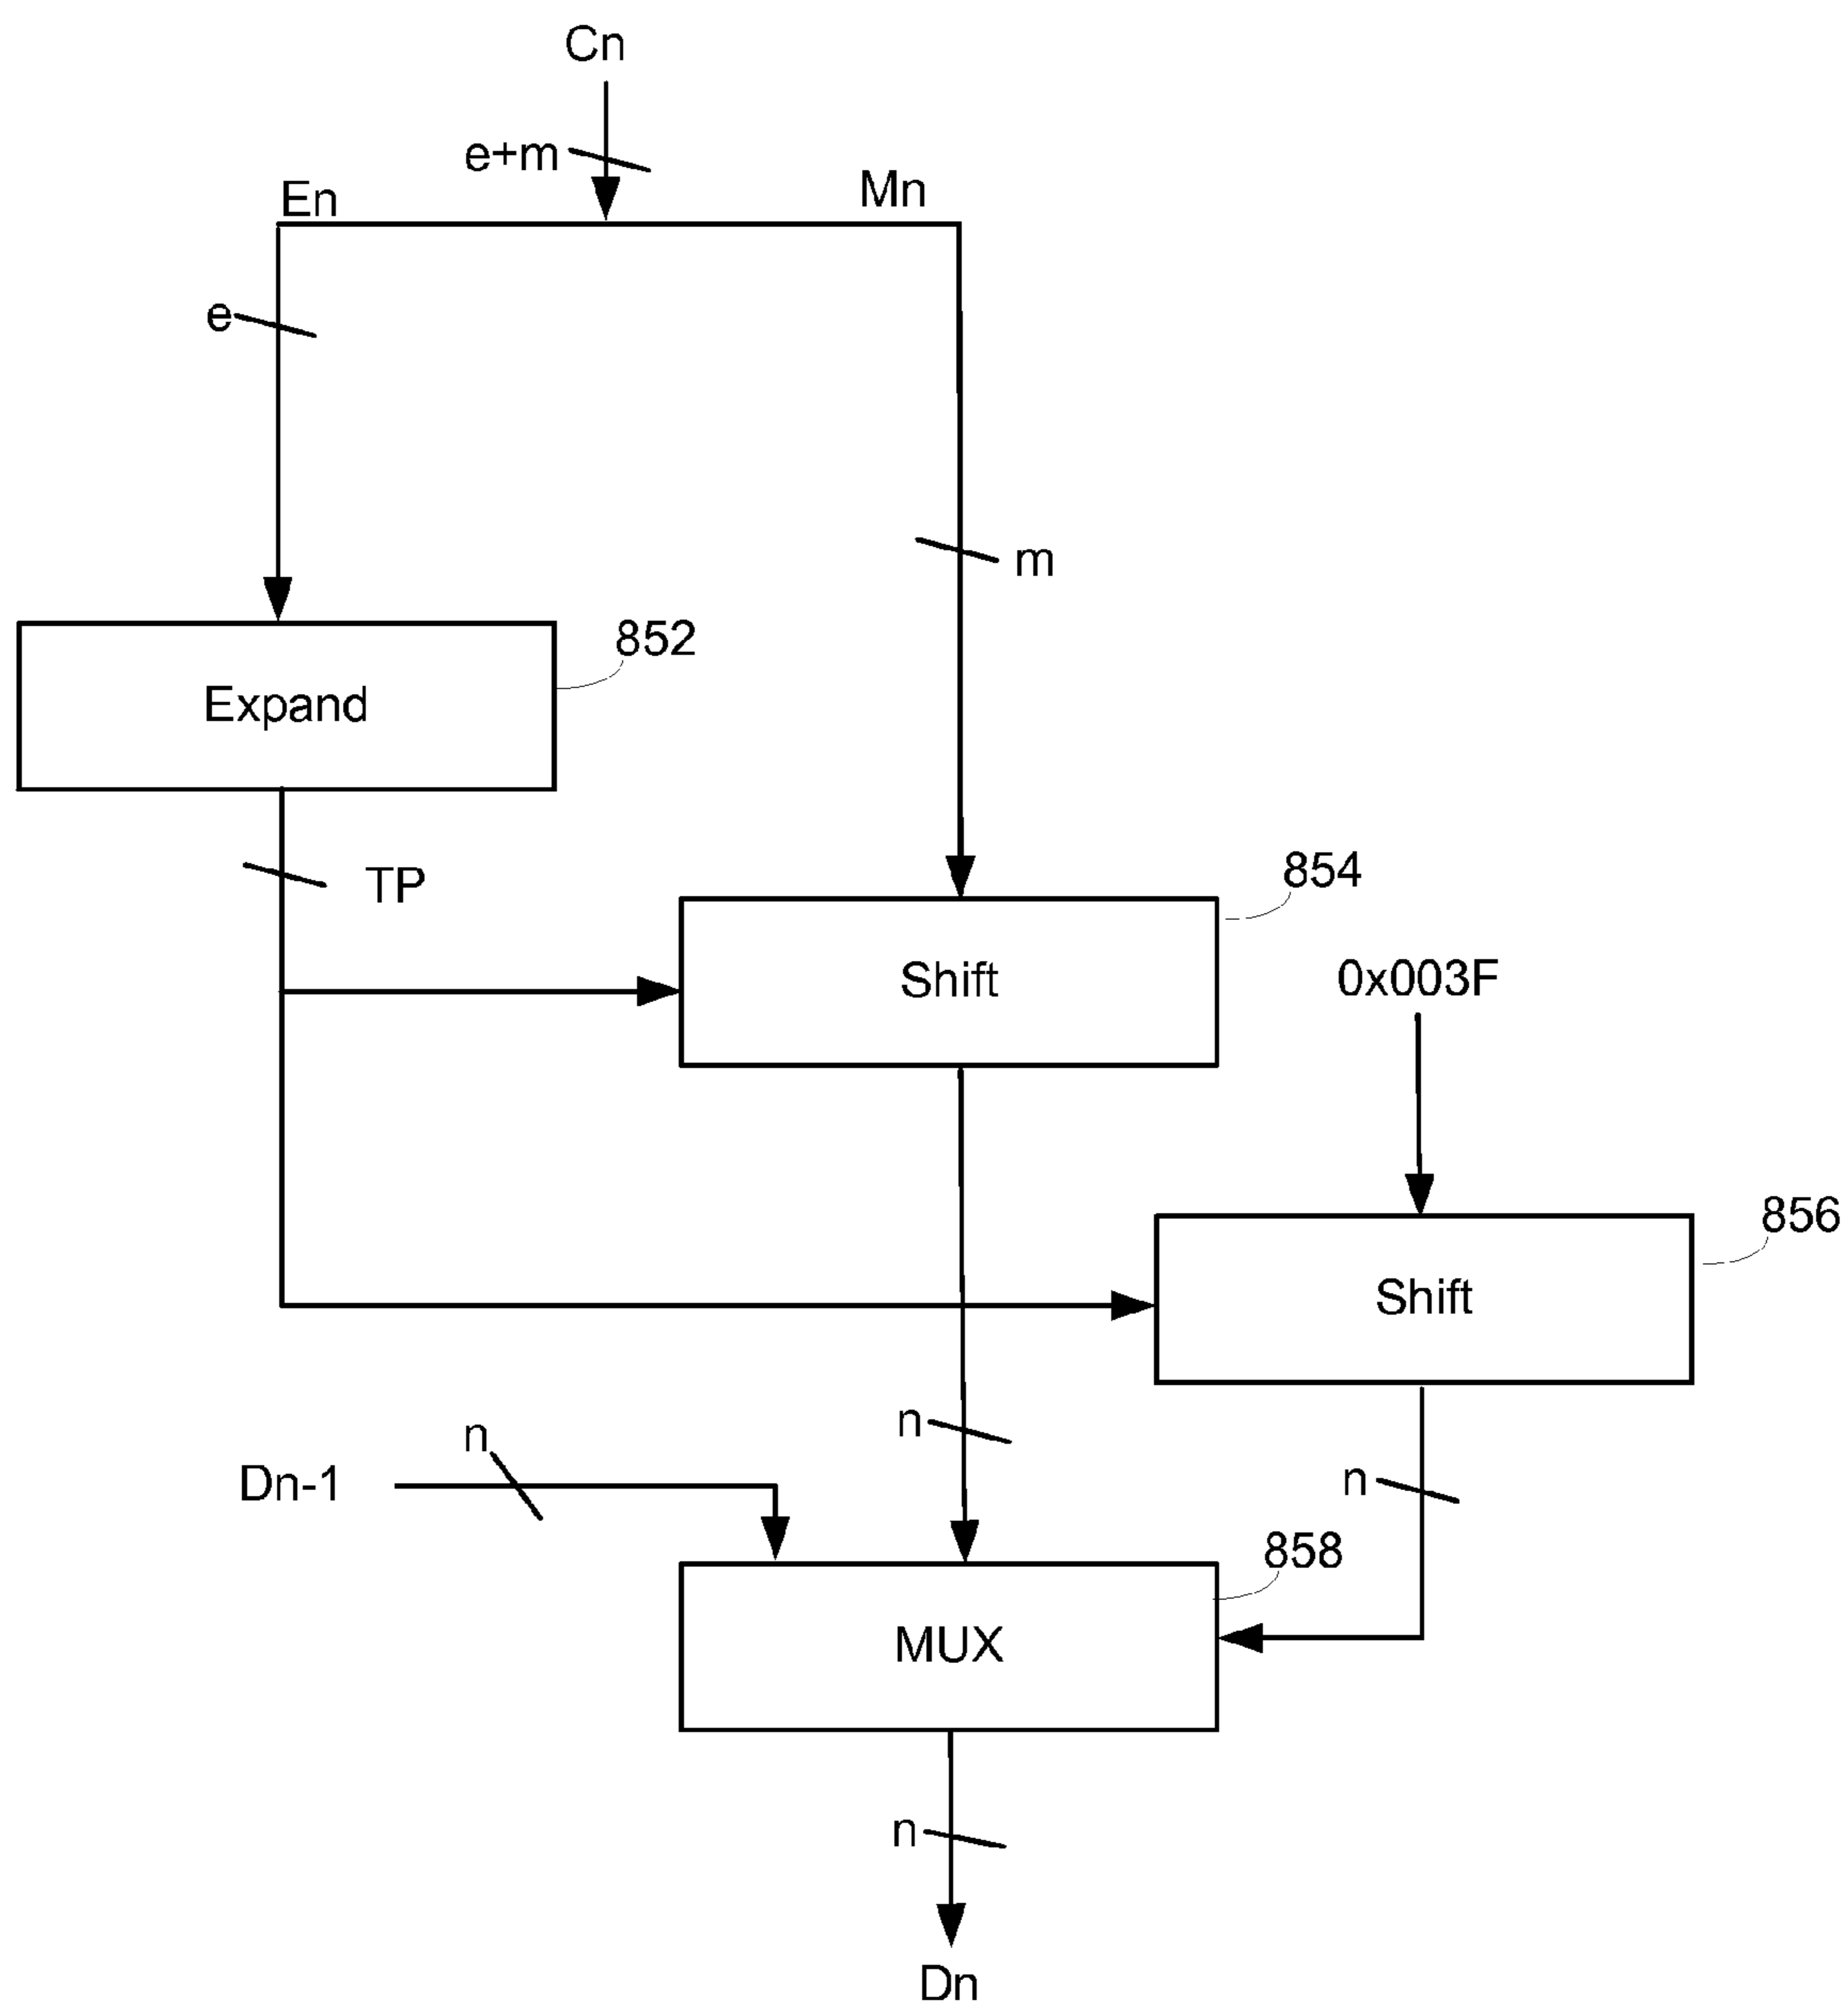 Cn
e+m
En
Mn
e
m
852
Expand
TP
854
Shift
0x003F
856
Shift
n
n
Dn-1
n
858
MUX
n
Dn